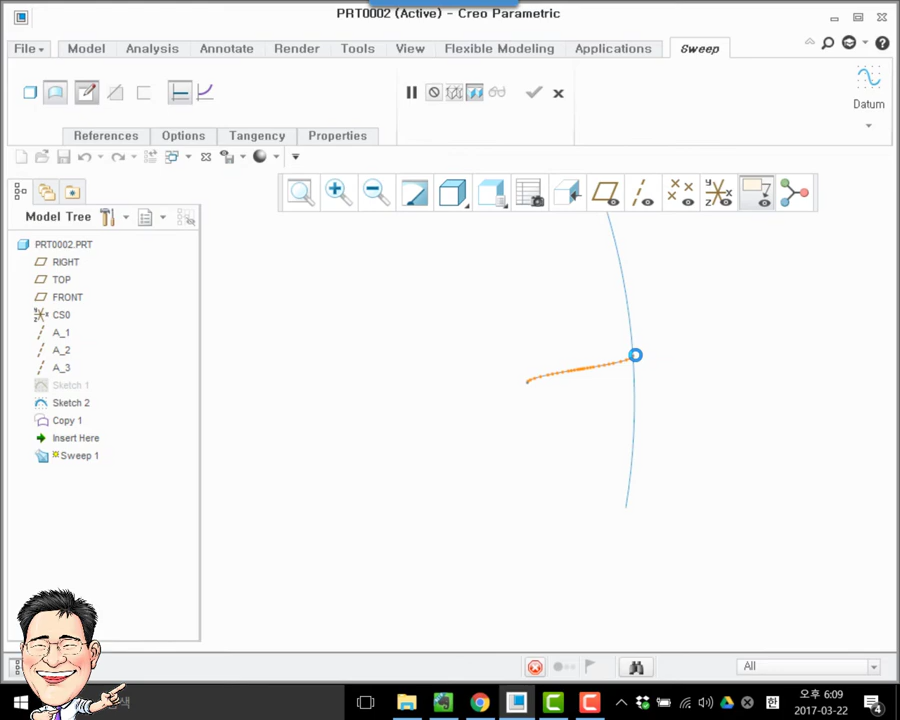 PRT0002 (Active) - Creo Parametric
File Model Analysis Annotate Render Tools View Flexible Modeling Applications Sweep
Datum
References Options Tangency Properties
Model Tree
PRT0002.PRT
RIGHT
TOP
FRONT
CS0
A_1
A_2
A_3
Sketch 1
Sketch 2
Copy 1
Insert Here
Sweep 1
All
오후 6:09
2017-03-22
한
4